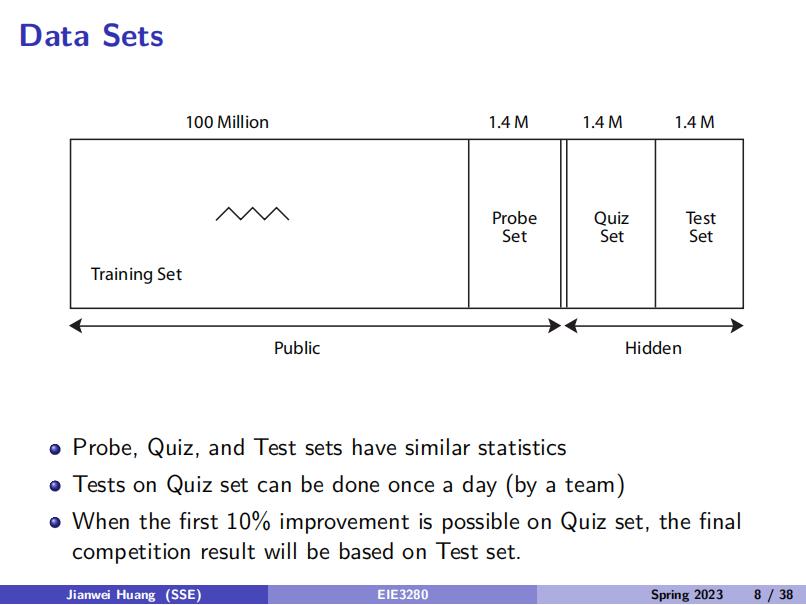 Data Sets
100 Million 1.4 M 1.4 M 1.4 M
Probe Set
Quiz Set
Test Set
Training Set
Public Hidden
Probe, Quiz, and Test sets have similar statistics
Tests on Quiz set can be done once a day (by a team)
When the first 10% improvement is possible on Quiz set, the final
competition result will be based on Test set.
Jianwei Huang (SSE) EIE3280 Spring 2023 8 / 38